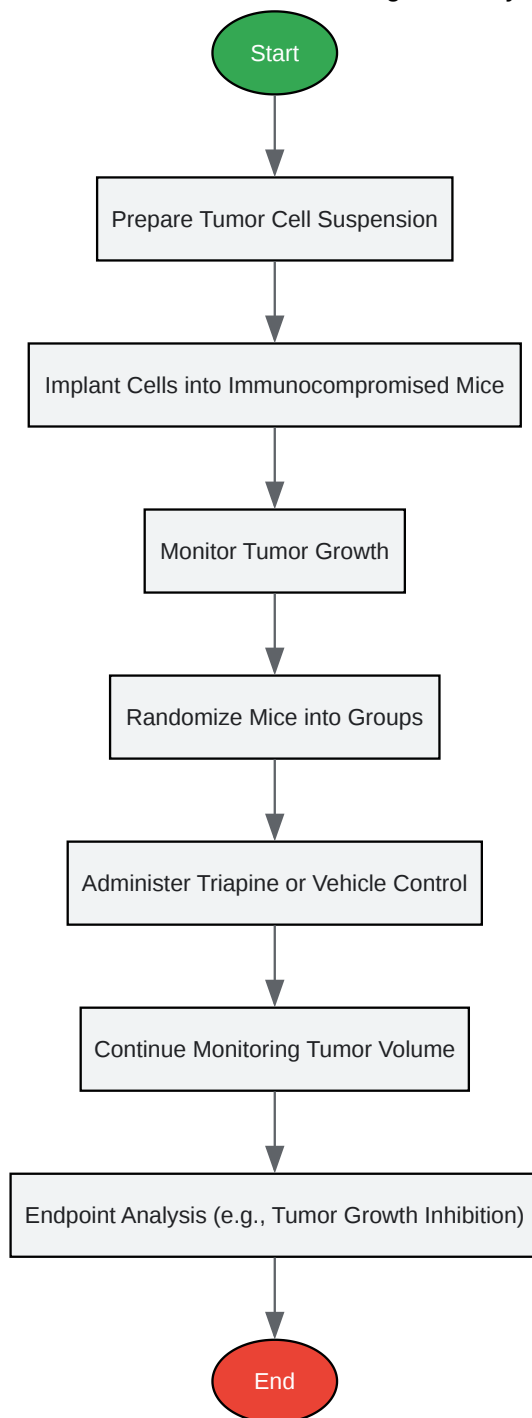 Start
Prepare Tumor Cell Suspension
Implant Cells into Immunocompromised Mice
Monitor Tumor Growth
Randomize Mice into Groups
Administer Triapine or Vehicle Control
Continue Monitoring Tumor Volume
Endpoint Analysis (e.g., Tumor Growth Inhibition)
End